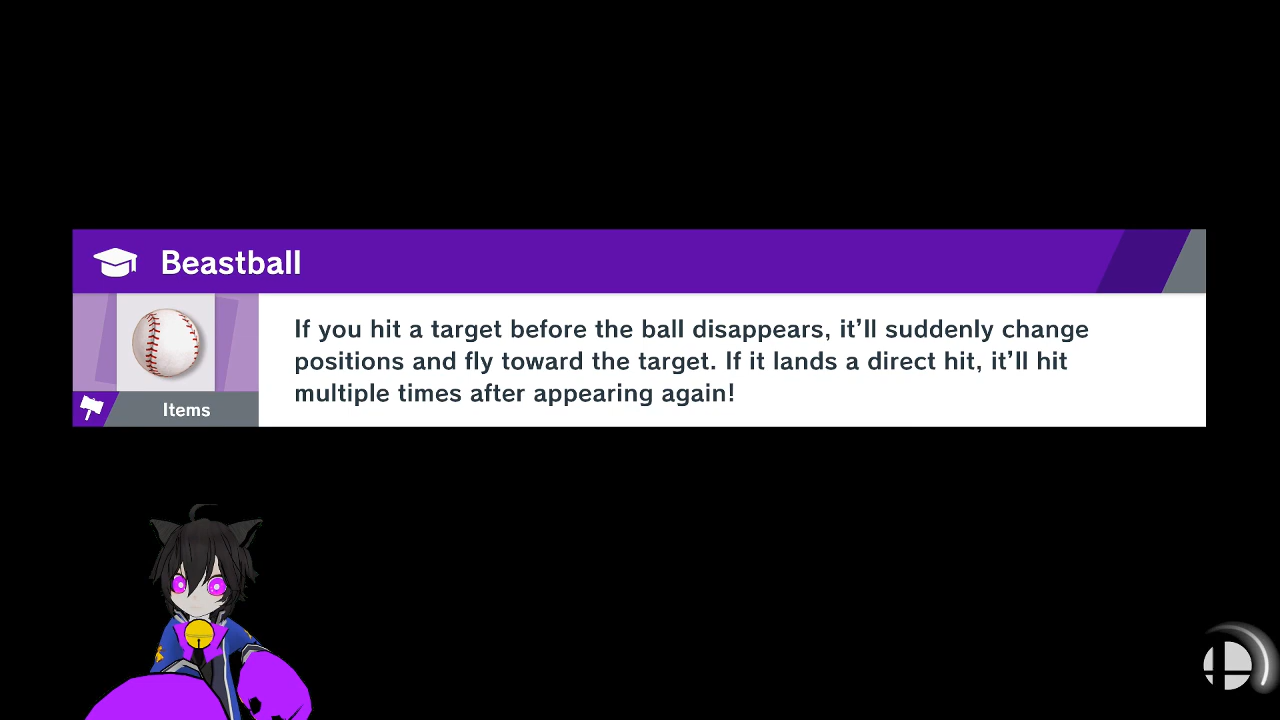 Beastball
If you hit a target before the ball disappears, it’ll suddenly change
positions and fly toward the target. If it lands a direct hit, it’ll hit
multiple times after appearing again!
Items